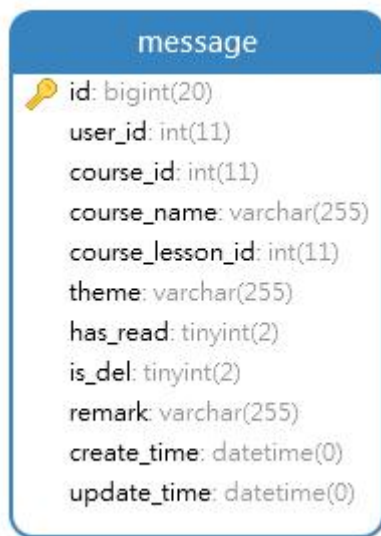 message
id: bigint(20)
user_id: int(11)
course_id: int(11)
course_name: varchar(255)
course_lesson_id: int(11)
theme: varchar(255)
has_read: tinyint(2)
is_del: tinyint(2)
remark: varchar(255)
create_time: datetime(0)
update_time: datetime(0)